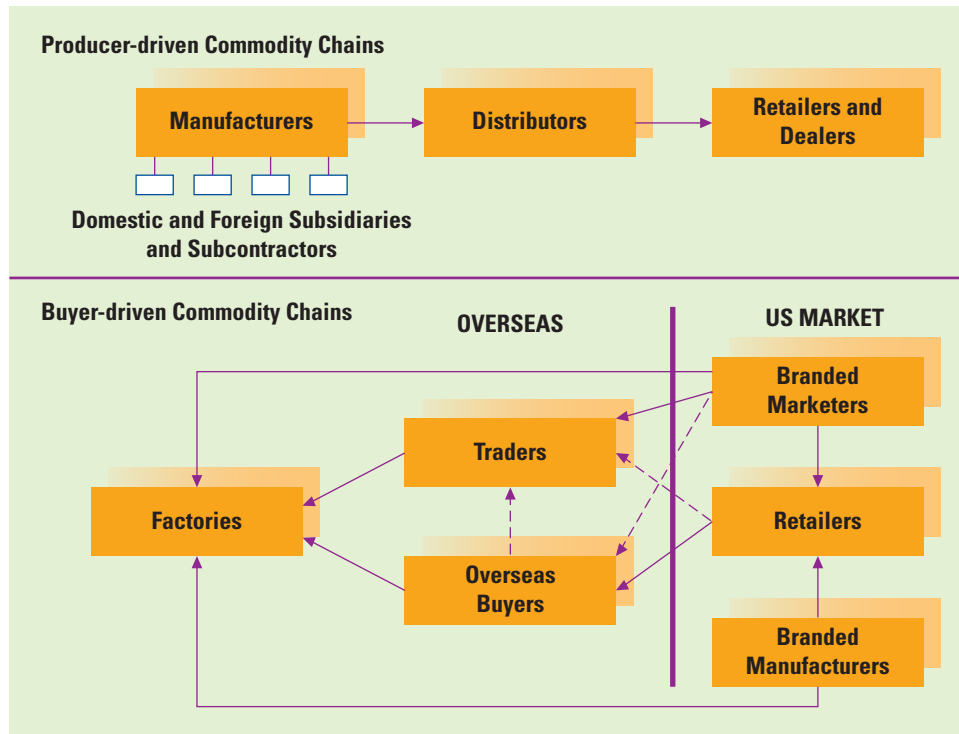 Producer-driven Commodity Chains
Manufacturers
Distributors
Retailers and
Dealers
Domestic and Foreign Subsidiaries
and Subcontractors
Buyer-driven Commodity Chains
OVERSEAS
US MARKET
Branded
Marketers
Traders
Factories
Retailers
Overseas
Buyers
Branded
Manufacturers